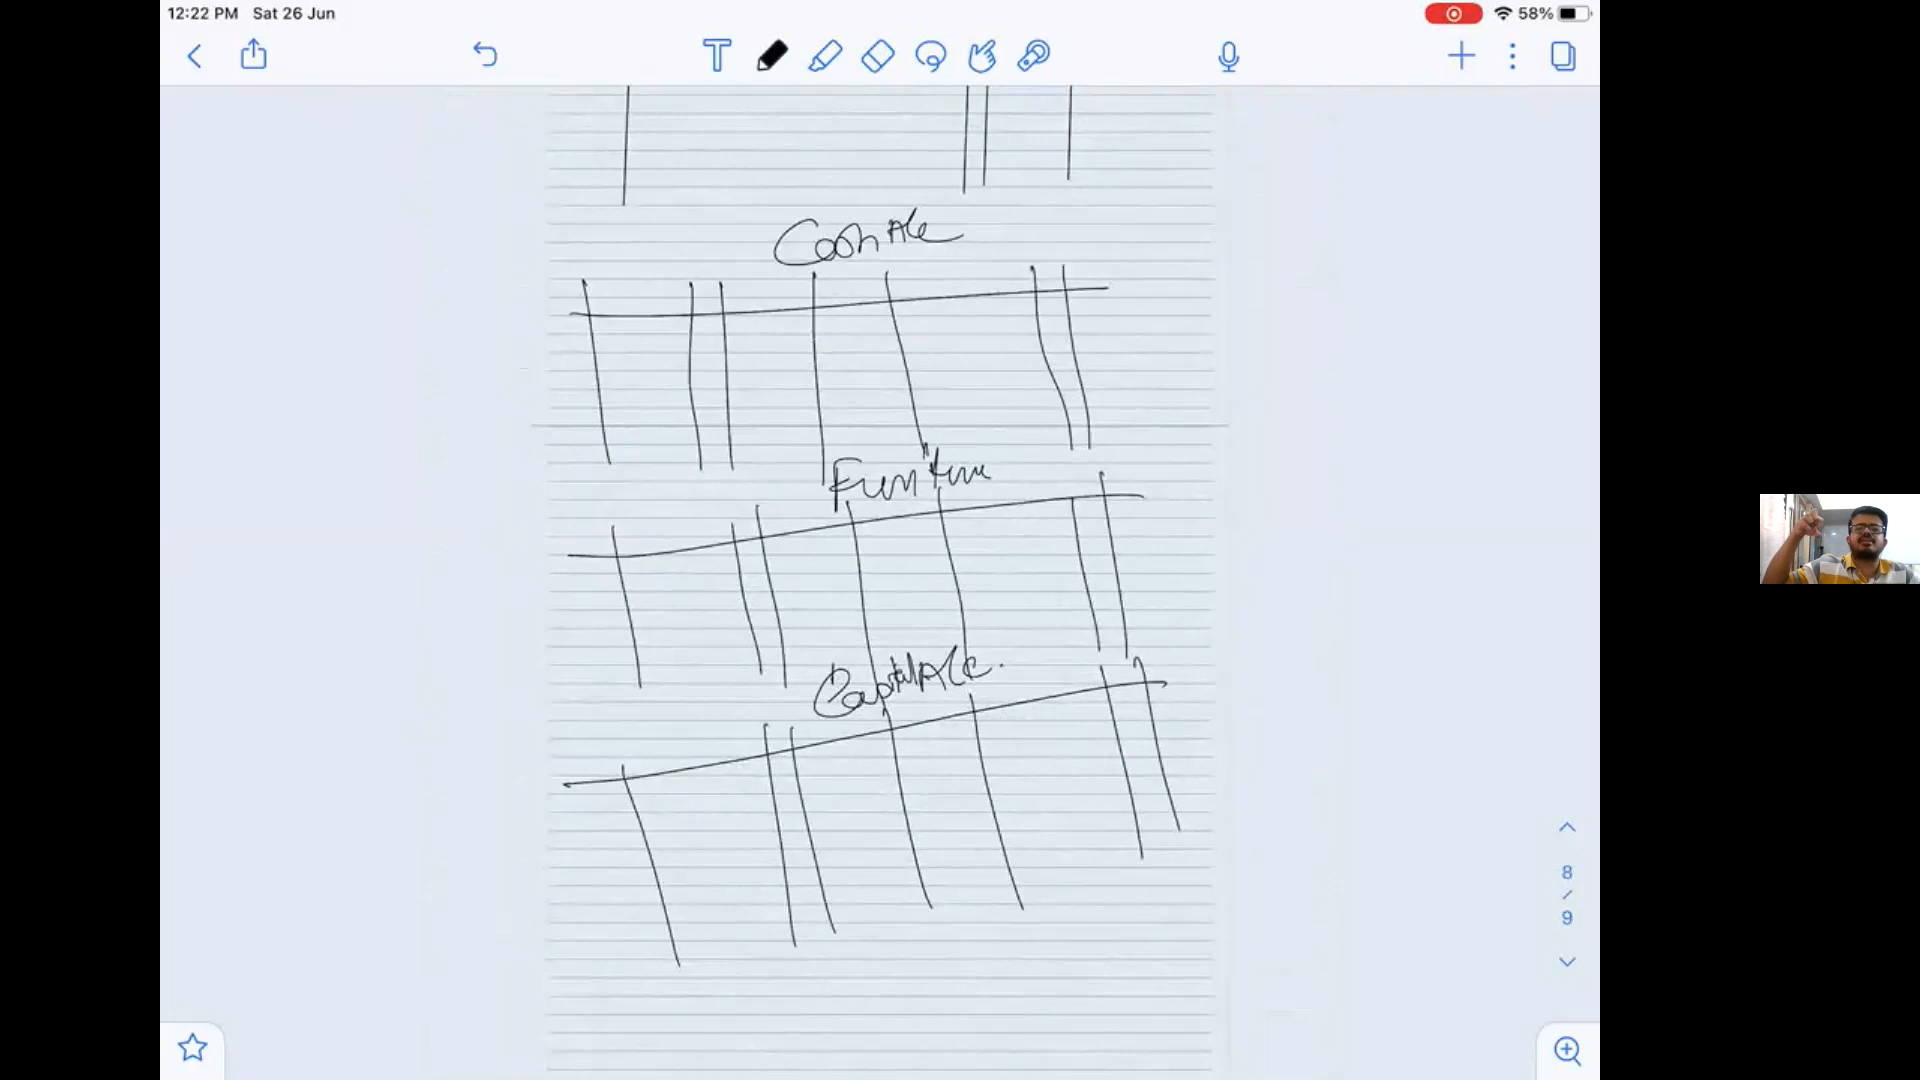 12:22 PM Sat 26 Jun
58%
Cash A/c
Furniture
Capital A/c.
8
/
9